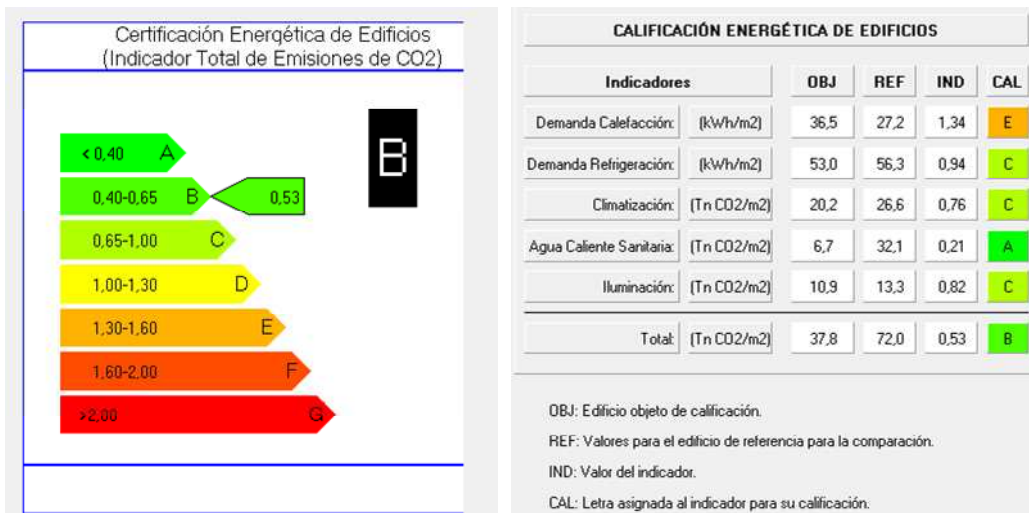 Certificación Energética de Edificios
(Indicador Total de Emisiones de CO2)
B
< 0,40 A
0,40-0,65 B 0,53
0,65-1,00 C
1,00-1,30 D
1,30-1,60 E
1,60-2,00 F
>2,00 G
CALIFICACIÓN ENERGÉTICA DE EDIFICIOS
Indicadores OBJ REF IND CAL
Demanda Calefacción: (kWh/m2) 36,5 27,2 1,34 E
Demanda Refrigeración: (kWh/m2) 53,0 56,3 0,94 C
Climatización: (Tn CO2/m2) 20,2 26,6 0,76 C
Agua Caliente Sanitaria: (Tn CO2/m2) 6,7 32,1 0,21 A
Iluminación: (Tn CO2/m2) 10,9 13,3 0,82 C
Total: (Tn CO2/m2) 37,8 72,0 0,53 B
OBJ: Edificio objeto de calificación.
REF: Valores para el edificio de referencia para la comparación.
IND: Valor del indicador.
CAL: Letra asignada al indicador para su calificación.